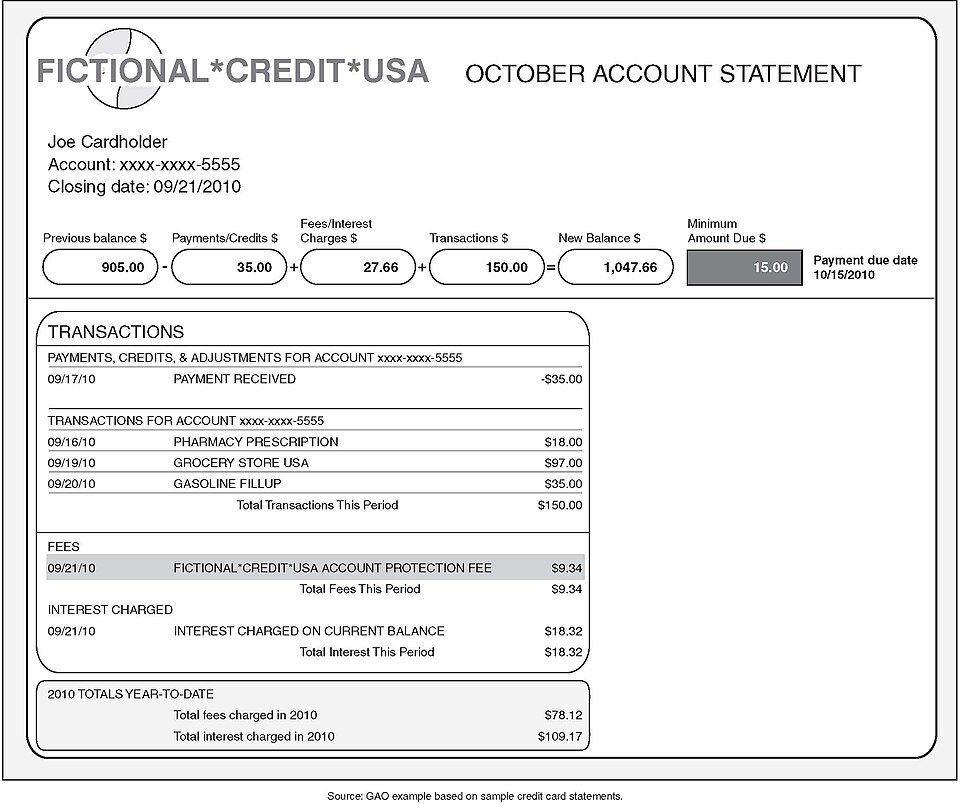 FICTIONAL*CREDIT*USA OCTOBER ACCOUNT STATEMENT
Joe Cardholder
Account: xxxx-xxxx-5555
Closing date: 09/21/2010
Previous balance $ Payments/Credits $ Fees/Interest Charges $ Transactions $ New Balance $ Minimum Amount Due $
905.00 - 35.00 + 27.66 + 150.00 = 1,047.66 15.00 Payment due date
10/15/2010
TRANSACTIONS
PAYMENTS, CREDITS, & ADJUSTMENTS FOR ACCOUNT xxxx-xxxx-5555
09/17/10 PAYMENT RECEIVED -$35.00
TRANSACTIONS FOR ACCOUNT xxxx-xxxx-5555
09/16/10 PHARMACY PRESCRIPTION $18.00
09/19/10 GROCERY STORE USA $97.00
09/20/10 GASOLINE FILLUP $35.00
Total Transactions This Period $150.00
FEES
09/21/10 FICTIONAL*CREDIT*USA ACCOUNT PROTECTION FEE $9.34
Total Fees This Period $9.34
INTEREST CHARGED
09/21/10 INTEREST CHARGED ON CURRENT BALANCE $18.32
Total Interest This Period $18.32
2010 TOTALS YEAR-TO-DATE
Total fees charged in 2010 $78.12
Total interest charged in 2010 $109.17
Source: GAO example based on sample credit card statements.